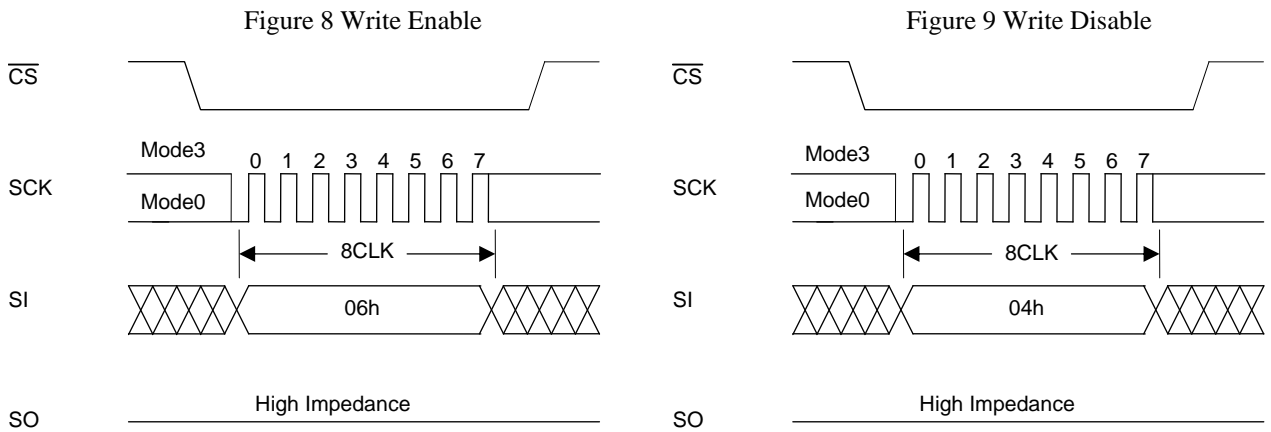 Figure 8 Write Enable
CS
Mode3
0 1 2 3 4 5 6 7
SCK
Mode0
8CLK
SI
06h
High Impedance
SO
Figure 9 Write Disable
CS
Mode3
0 1 2 3 4 5 6 7
SCK
Mode0
8CLK
SI
04h
High Impedance
SO